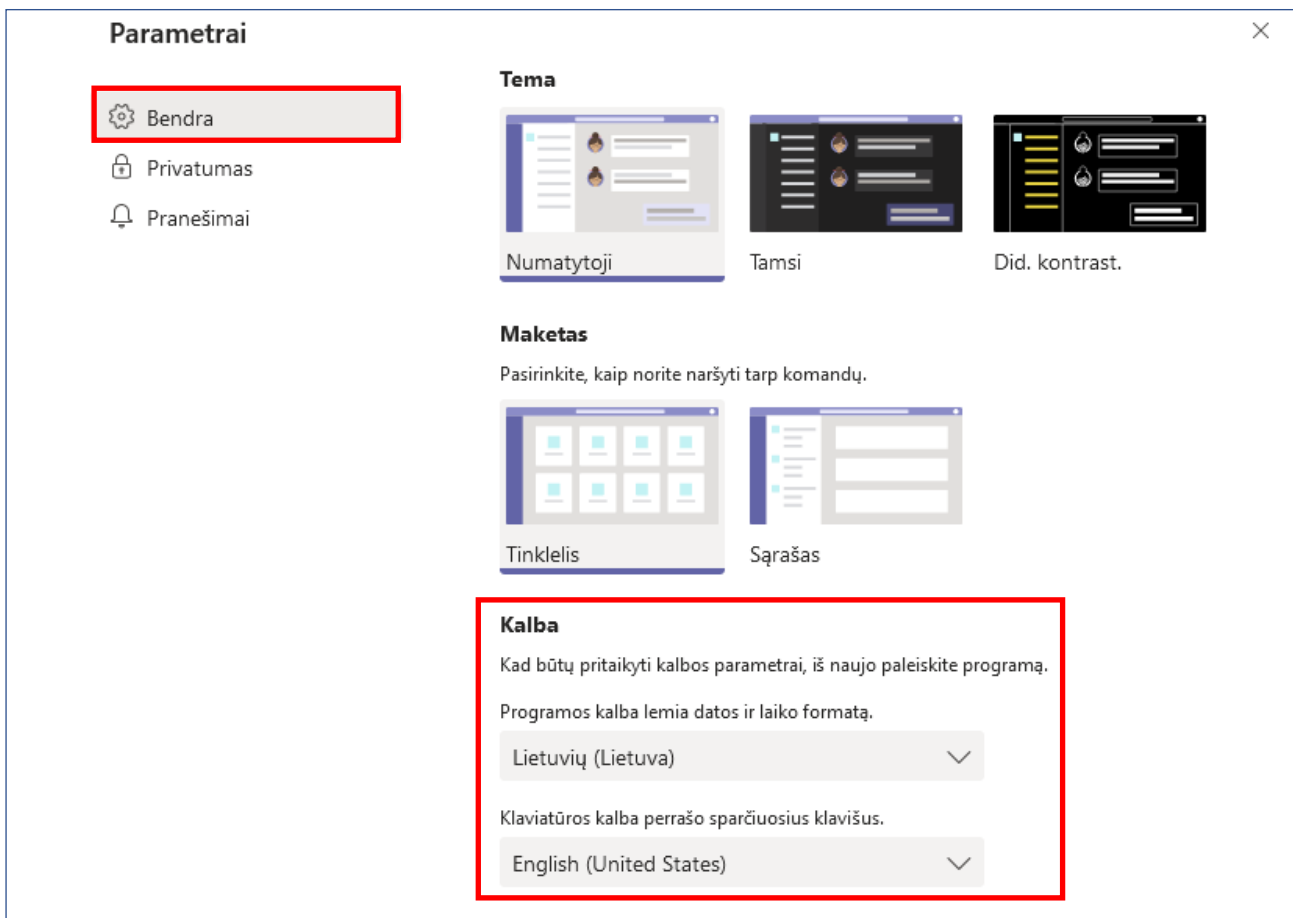 Parametrai
Bendra
Privatumas
Pranešimai
Tema
Numatytoji
Tamsi
Did. kontrast.
Maketas
Pasirinkite, kaip norite naršyti tarp komandų.
Tinklelis
Sąrašas
Kalba
Kad būtų pritaikyti kalbos parametrai, iš naujo paleiskite programą.
Programos kalba lemia datos ir laiko formatą.
Lietuvių (Lietuva)
Klaviatūros kalba perrašo sparčiuosius klavišus.
English (United States)